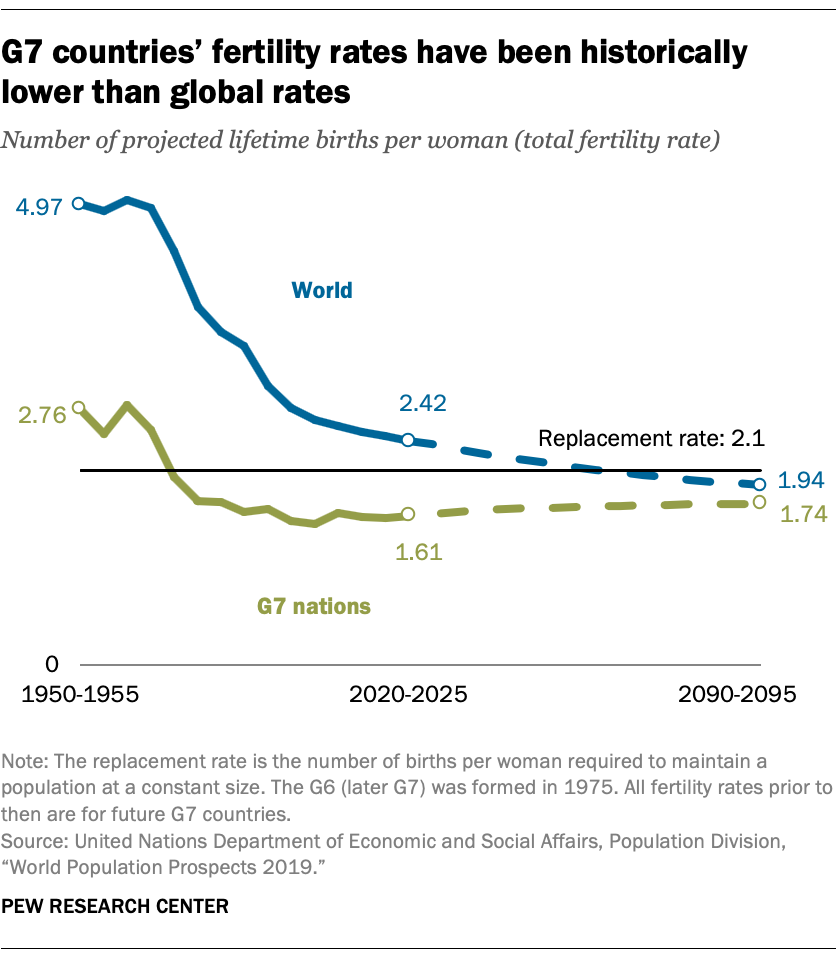 G7 countries’ fertility rates have been historically
lower than global rates
Number of projected lifetime births per woman (total fertility rate)
4.97
World
2.76
2.42
Replacement rate: 2.1
1.94
1.74
1.61
G7 nations
0
1950-1955 2020-2025 2090-2095
Note: The replacement rate is the number of births per woman required to maintain a
population at a constant size. The G6 (later G7) was formed in 1975. All fertility rates prior to
then are for future G7 countries.
Source: United Nations Department of Economic and Social Affairs, Population Division,
“World Population Prospects 2019.”
PEW RESEARCH CENTER